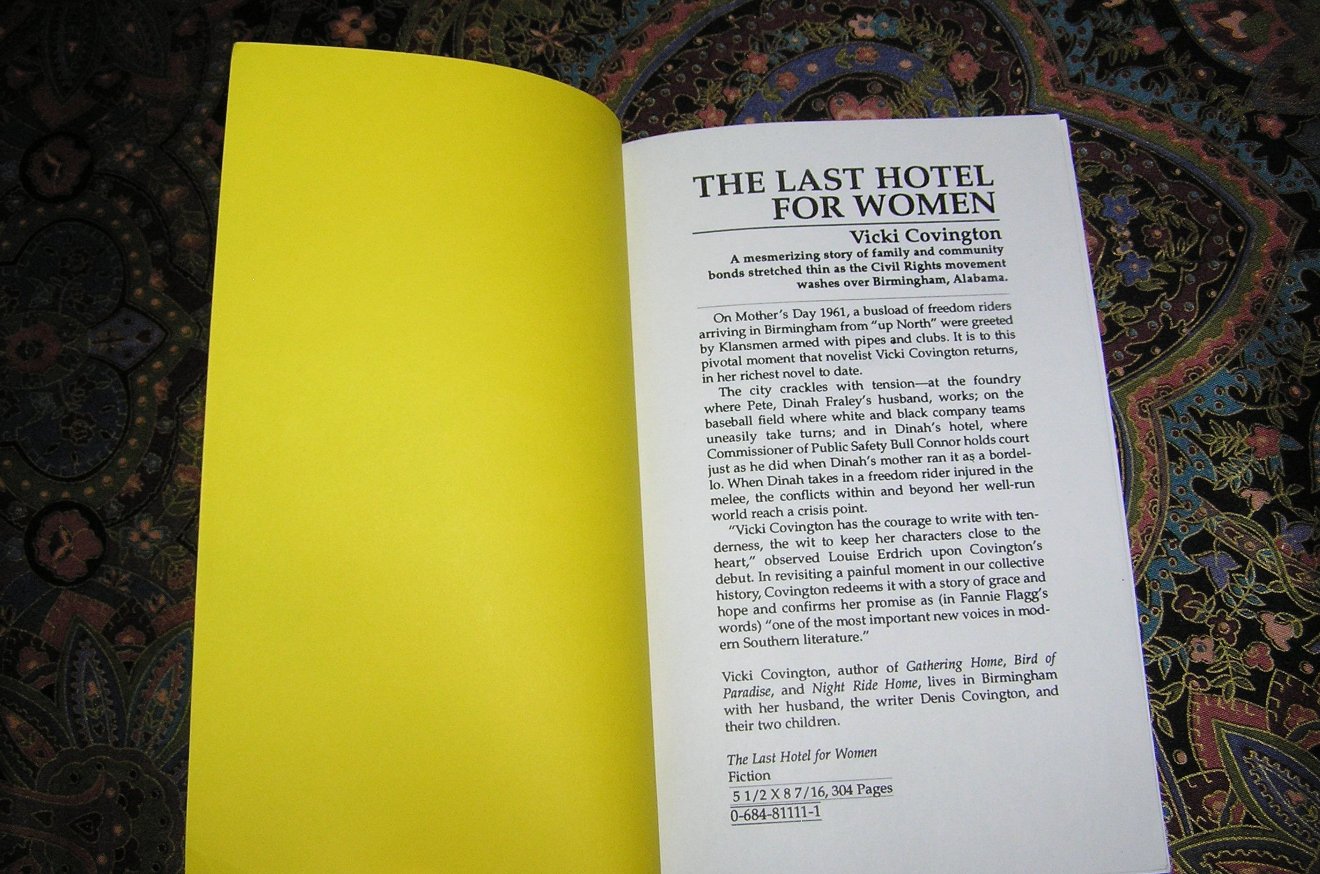 THE LAST HOTEL
FOR WOMEN
Vicki Covington
A mesmerizing story of family and community
bonds stretched thin as the Civil Rights movement
washes over Birmingham, Alabama.
On Mother's Day 1961, a busload of freedom riders
arriving in Birmingham from "up North" were greeted
by Klansmen armed with pipes and clubs. It is to this
pivotal moment that novelist Vicki Covington returns,
in her richest novel to date.
The city crackles with tension—at the foundry
where Pete, Dinah Fraley's husband, works; on the
baseball field where white and black company teams
uneasily take turns; and in Dinah's hotel, where
Commissioner of Public Safety Bull Connor holds court
just as he did when Dinah's mother ran it as a bordel-
lo. When Dinah takes in a freedom rider injured in the
melee, the conflicts within and beyond her well-run
world reach a crisis point.
"Vicki Covington has the courage to write with ten-
derness, the wit to keep her characters close to the
heart," observed Louise Erdrich upon Covington's
debut. In revisiting a painful moment in our collective
history, Covington redeems it with a story of grace and
hope and confirms her promise as (in Fannie Flagg's
words) "one of the most important new voices in mod-
ern Southern literature."
Vicki Covington, author of Gathering Home, Bird of
Paradise, and Night Ride Home, lives in Birmingham
with her husband, the writer Denis Covington, and
their two children.
The Last Hotel for Women
Fiction
5 1/2 X 8 7/16, 304 Pages
0-684-81111-1